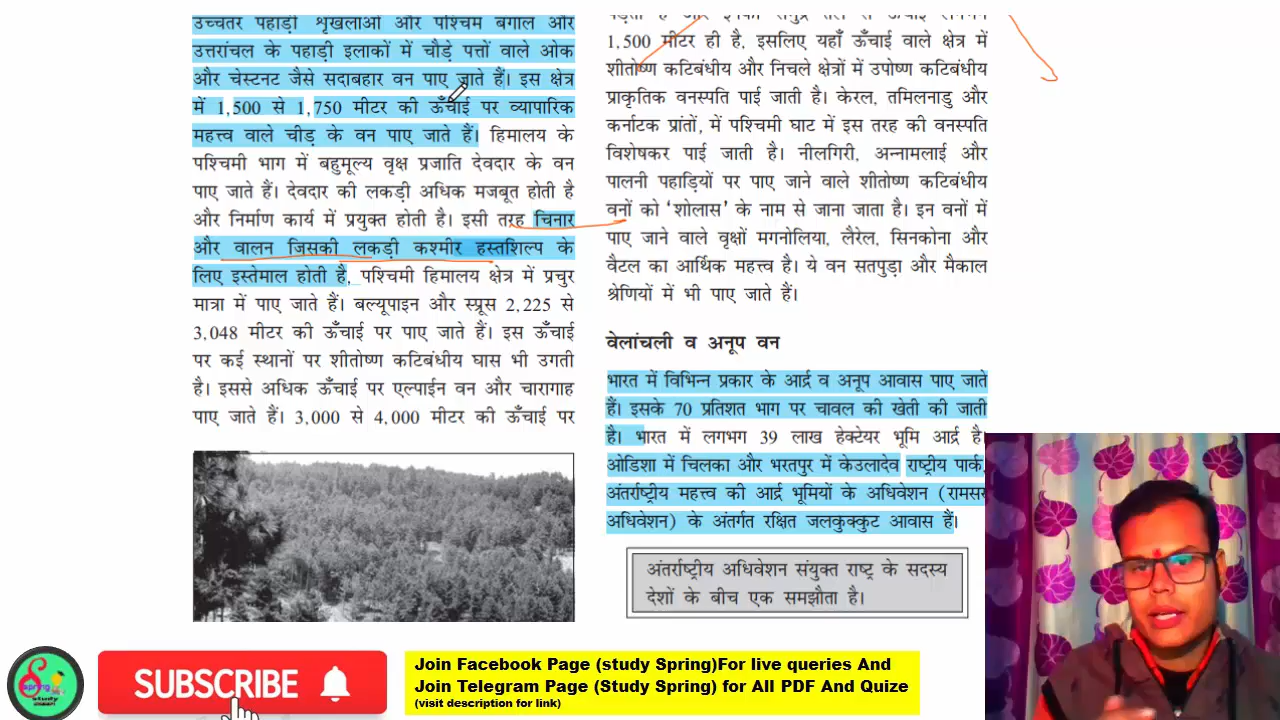 उच्चतर पहाड़ी शृंखलाओं और पश्चिम बंगाल और
उत्तरांचल के पहाड़ी इलाकों में चौड़े पत्तों वाले ओक
और चेस्टनट जैसे सदाबहार वन पाए जाते हैं। इस क्षेत्र
में 1,500 से 1,750 मीटर की ऊँचाई पर व्यापारिक
महत्त्व वाले चीड़ के वन पाए जाते हैं। हिमालय के
पश्चिमी भाग में बहुमूल्य वृक्ष प्रजाति देवदार के वन
पाए जाते हैं। देवदार की लकड़ी अधिक मजबूत होती है
और निर्माण कार्य में प्रयुक्त होती है। इसी तरह चिनार
और वालन जिसकी लकड़ी कश्मीर हस्तशिल्प के
लिए इस्तेमाल होती है, पश्चिमी हिमालय क्षेत्र में प्रचुर
मात्रा में पाए जाते हैं। बल्यूपाइन और स्प्रूस 2,225 से
3,048 मीटर की ऊँचाई पर पाए जाते हैं। इस ऊँचाई
पर कई स्थानों पर शीतोष्ण कटिबंधीय घास भी उगती
है। इससे अधिक ऊँचाई पर एल्पाईन वन और चारागाह
पाए जाते हैं। 3,000 से 4,000 मीटर की ऊँचाई पर
1,500 मीटर ही है, इसलिए यहाँ ऊँचाई वाले क्षेत्र में
शीतोष्ण कटिबंधीय और निचले क्षेत्रों में उपोष्ण कटिबंधीय
प्राकृतिक वनस्पति पाई जाती है। केरल, तमिलनाडु और
कर्नाटक प्रांतों, में पश्चिमी घाट में इस तरह की वनस्पति
विशेषकर पाई जाती है। नीलगिरी, अन्नामलाई और
पालनी पहाड़ियों पर पाए जाने वाले शीतोष्ण कटिबंधीय
वनों को ‘शोलास’ के नाम से जाना जाता है। इन वनों में
पाए जाने वाले वृक्षों मगनोलिया, लैरेल, सिनकोना और
वैटल का आर्थिक महत्त्व है। ये वन सतपुड़ा और मैकाल
श्रेणियों में भी पाए जाते हैं।
वेलांचली व अनूप वन
भारत में विभिन्न प्रकार के आर्द्र व अनूप आवास पाए जाते
हैं। इसके 70 प्रतिशत भाग पर चावल की खेती की जाती
है। भारत में लगभग 39 लाख हेक्टेयर भूमि आर्द्र है।
ओडिशा में चिलका और भरतपुर में केउलादेव राष्ट्रीय पार्क,
अंतर्राष्ट्रीय महत्त्व की आर्द्र भूमियों के अधिवेशन (रामसर
अधिवेशन) के अंतर्गत रक्षित जलकुक्कुट आवास हैं।
अंतर्राष्ट्रीय अधिवेशन संयुक्त राष्ट्र के सदस्य
देशों के बीच एक समझौता है।
Spring
study
SUBSCRIBE
Join Facebook Page (study Spring)For live queries And
Join Telegram Page (Study Spring) for All PDF And Quize
(visit description for link)